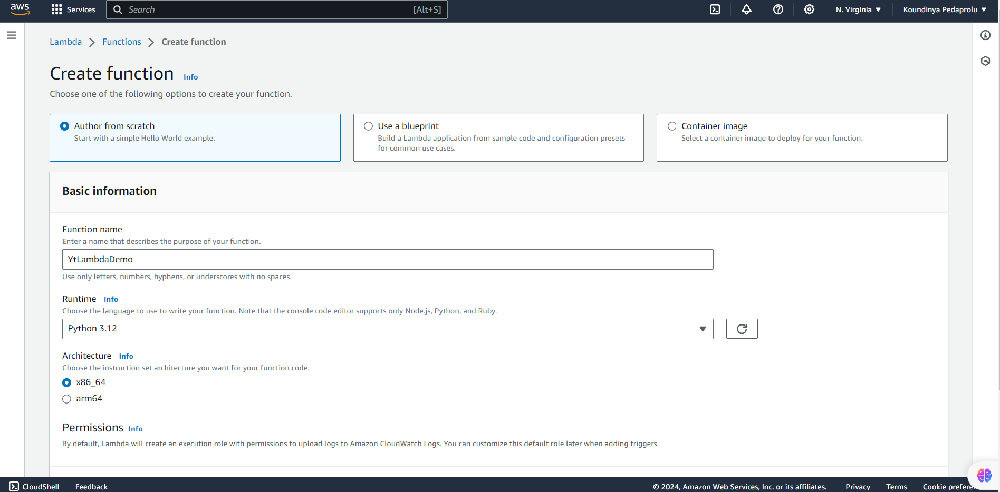 aws
Services
Search
[Alt+S]
N. Virginia
Koundinya Pedaprolu
Lambda
Functions
Create function
Create function
Info
Choose one of the following options to create your function.
Author from scratch
Start with a simple Hello World example.
Use a blueprint
Build a Lambda application from sample code and configuration presets
for common use cases.
Container image
Select a container image to deploy for your function.
Basic information
Function name
Enter a name that describes the purpose of your function.
YtLambdaDemo
Use only letters, numbers, hyphens, or underscores with no spaces.
Runtime Info
Choose the language to use to write your function. Note that the console code editor supports only Node.js, Python, and Ruby.
Python 3.12
Architecture Info
Choose the instruction set architecture you want for your function code.
x86_64
arm64
Permissions Info
By default, Lambda will create an execution role with permissions to upload logs to Amazon CloudWatch Logs. You can customize this default role later when adding triggers.
CloudShell
Feedback
© 2024, Amazon Web Services, Inc. or its affiliates.
Privacy
Terms
Cookie